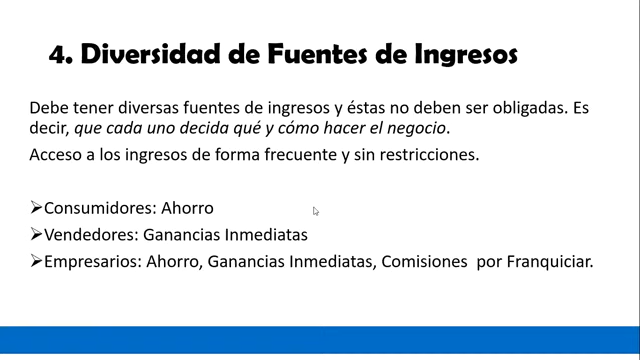 4. Diversidad de Fuentes de Ingresos
Debe tener diversas fuentes de ingresos y éstas no deben ser obligadas. Es
decir, que cada uno decida qué y cómo hacer el negocio.
Acceso a los ingresos de forma frecuente y sin restricciones.
➢Consumidores: Ahorro
➢Vendedores: Ganancias Inmediatas
➢Empresarios: Ahorro, Ganancias Inmediatas, Comisiones por Franquiciar.